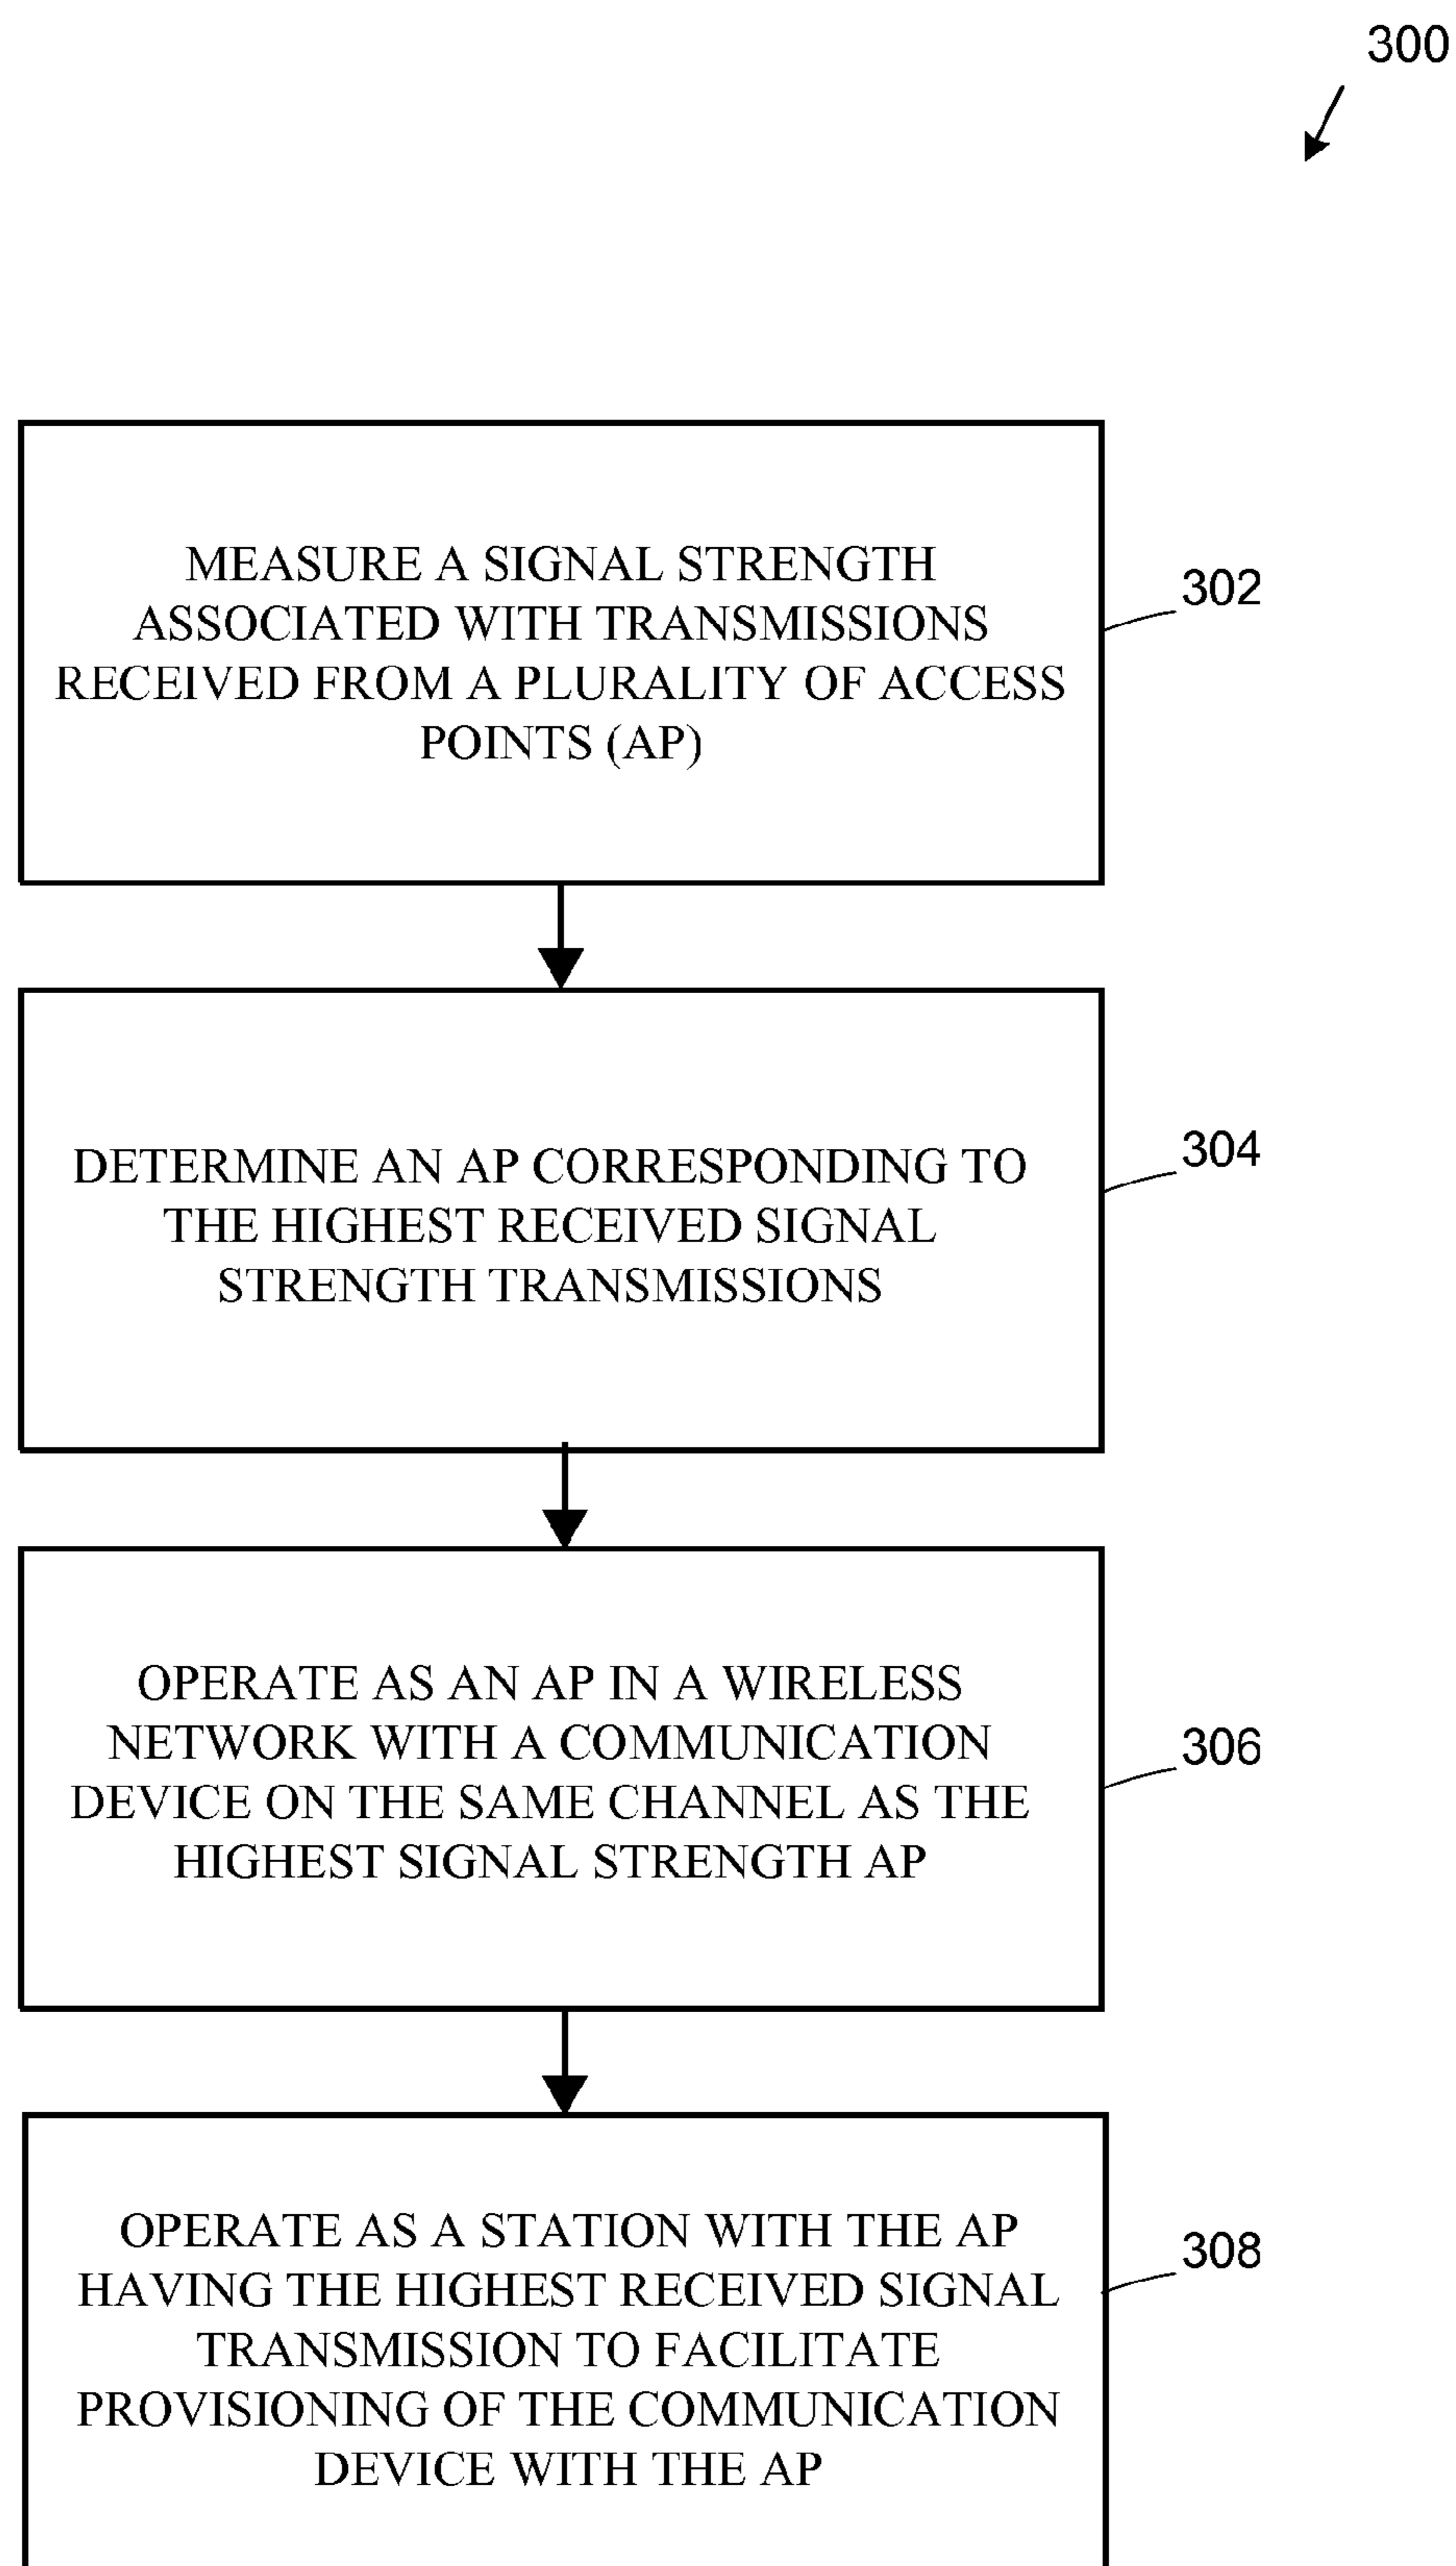 300
MEASURE A SIGNAL STRENGTH
ASSOCIATED WITH TRANSMISSIONS
RECEIVED FROM A PLURALITY OF ACCESS
POINTS (AP)
302
DETERMINE AN AP CORRESPONDING TO
THE HIGHEST RECEIVED SIGNAL
STRENGTH TRANSMISSIONS
304
OPERATE AS AN AP IN A WIRELESS
NETWORK WITH A COMMUNICATION
DEVICE ON THE SAME CHANNEL AS THE
HIGHEST SIGNAL STRENGTH AP
306
OPERATE AS A STATION WITH THE AP
HAVING THE HIGHEST RECEIVED SIGNAL
TRANSMISSION TO FACILITATE
PROVISIONING OF THE COMMUNICATION
DEVICE WITH THE AP
308